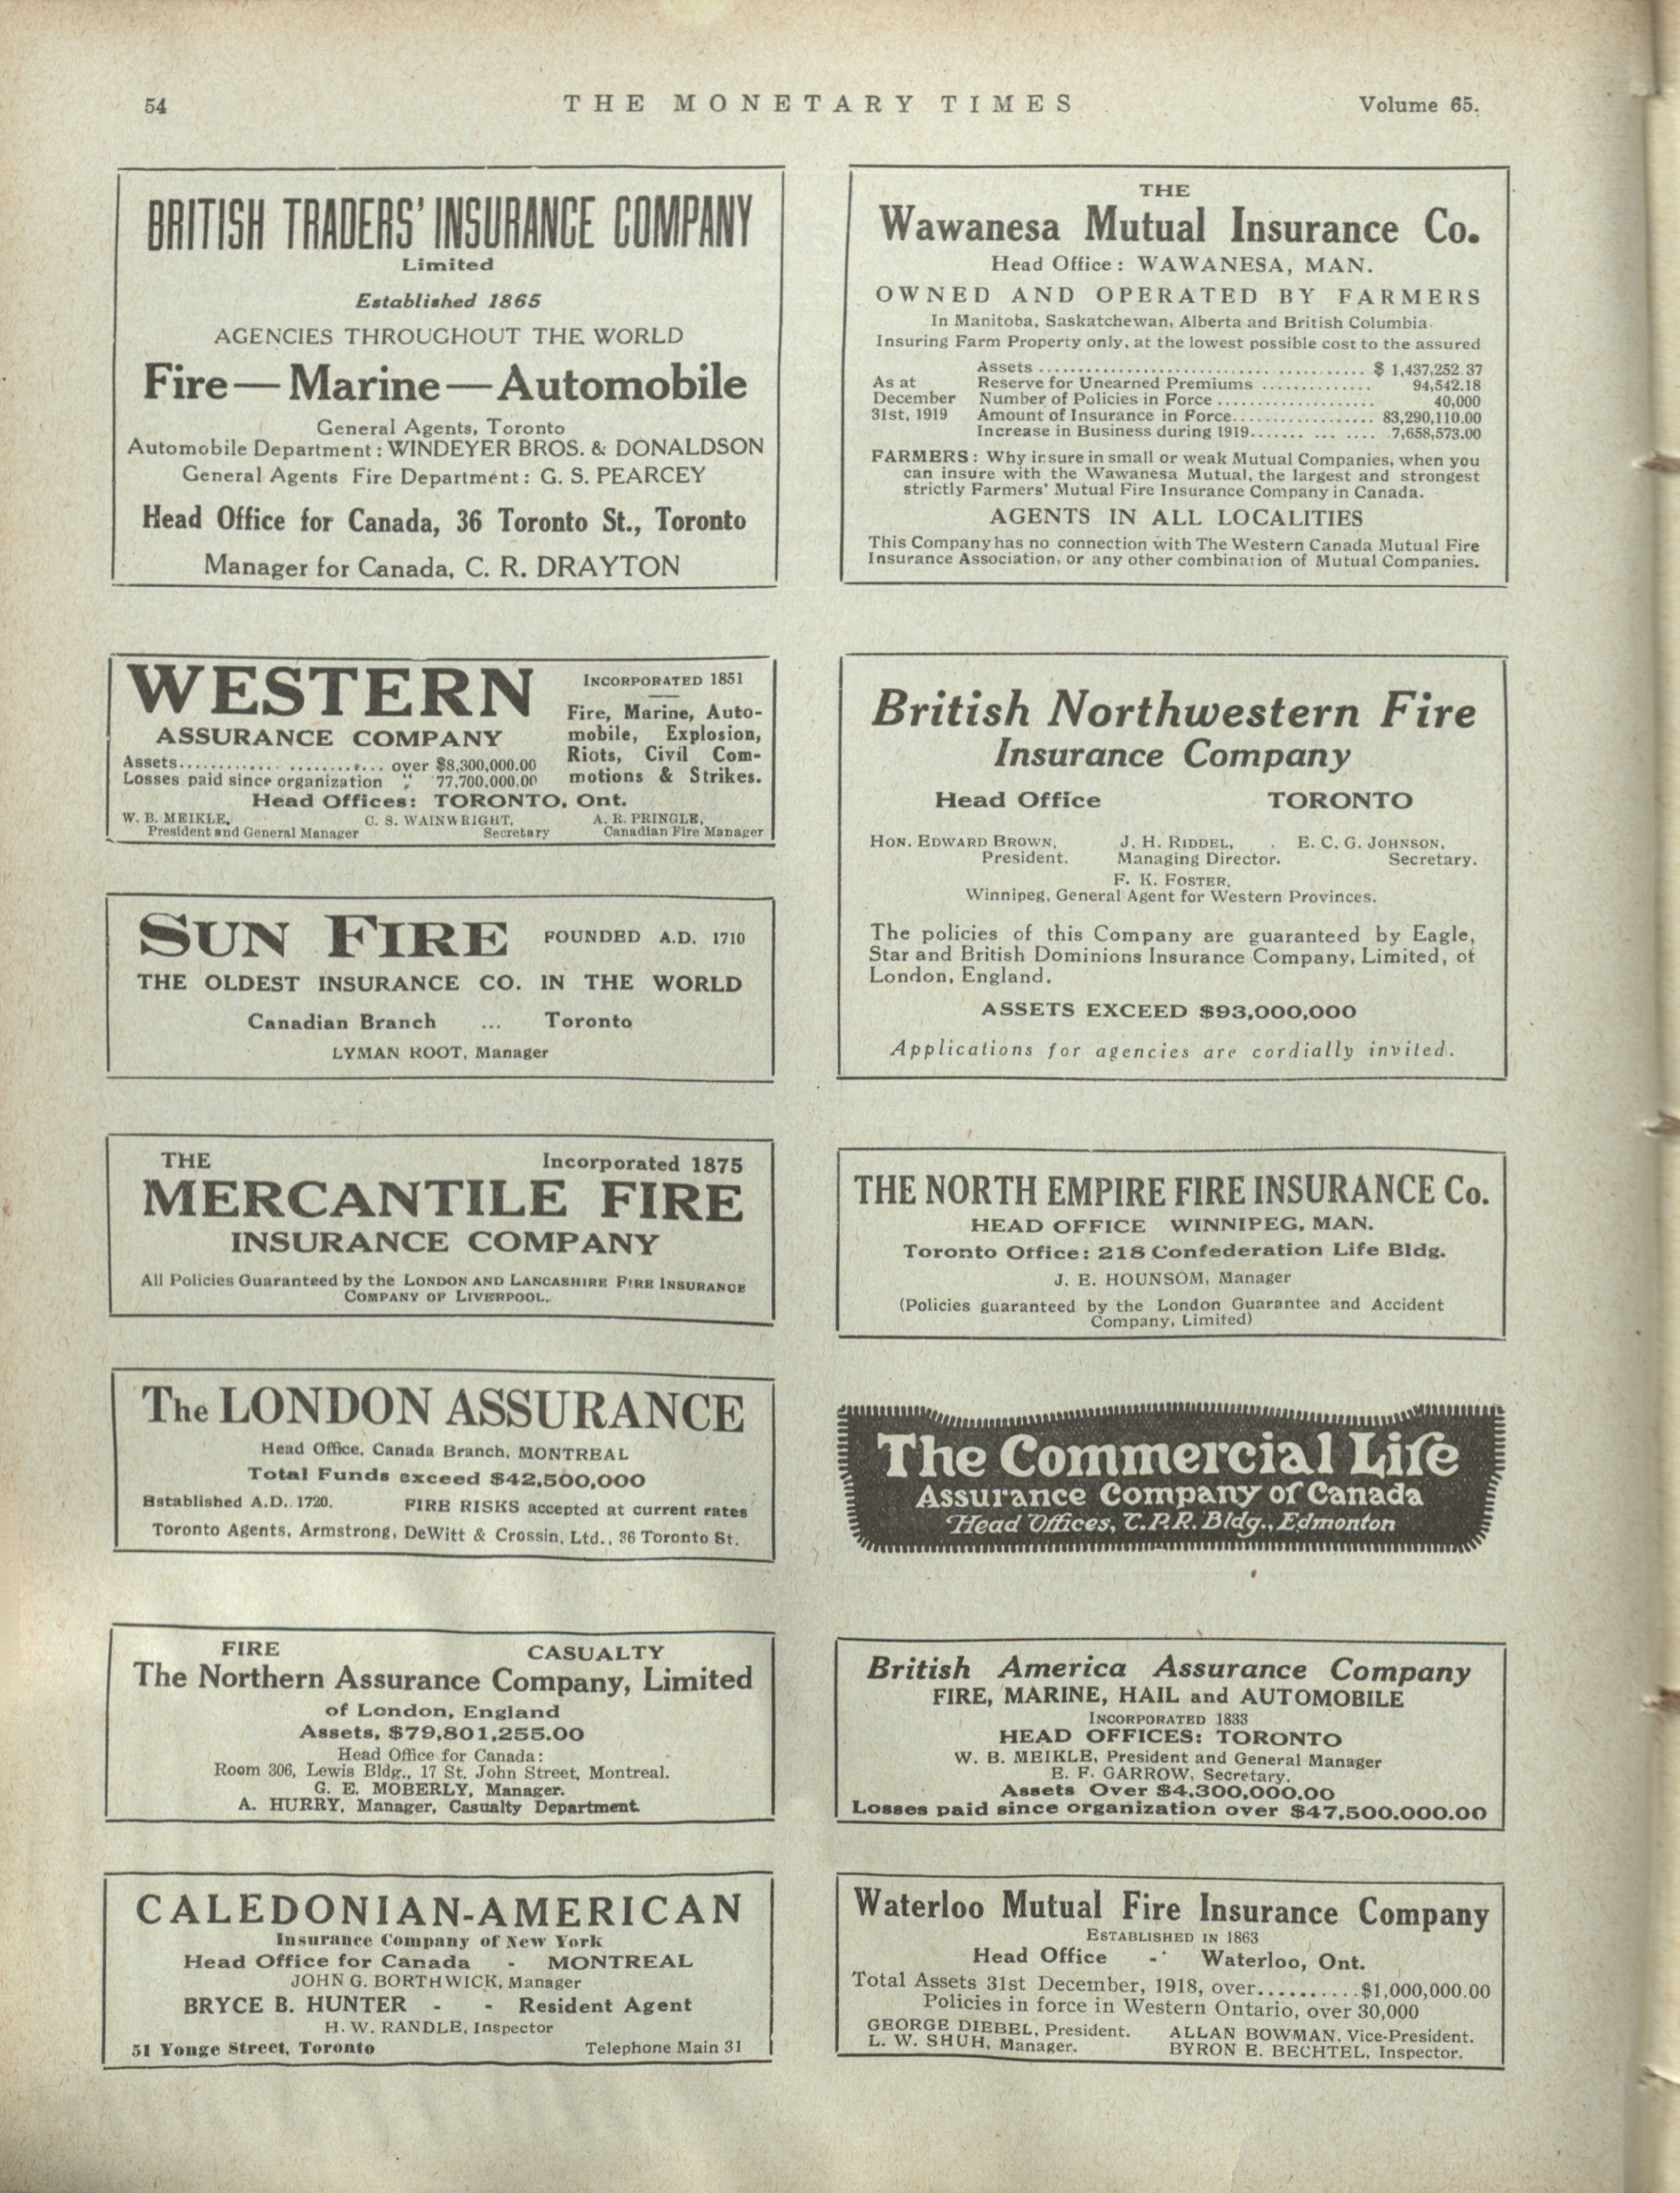 54
THE MONETARY TIMES
Volume 65.
BRITISH TRADERS' INSURANCE COMPANY
Limited
Established 1865
AGENCIES THROUGHOUT THE WORLD
Fire—Marine—Automobile
General Agents, Toronto
Automobile Department: WINDEYER BROS. & DONALDSON
General Agents Fire Department: G. S. PEARCEY
Head Office for Canada, 36 Toronto St., Toronto
Manager for Canada, C. R. DRAYTON
WESTERN
ASSURANCE COMPANY
INCORPORATED 1851
Fire, Marine, Auto-
mobile, Explosion,
Riots, Civil Com-
motions & Strikes.
Assets........................ over $8,300,000.00
Losses paid since organization " 77,700,000.00
Head Offices: TORONTO, Ont.
W. B. MEIKLE, C. S. WAINWRIGHT, A. R. PRINGLE,
President and General Manager Secretary Canadian Fire Manager
SUN FIRE FOUNDED A.D. 1710
THE OLDEST INSURANCE CO. IN THE WORLD
Canadian Branch ... Toronto
LYMAN ROOT, Manager
THE Incorporated 1875
MERCANTILE FIRE
INSURANCE COMPANY
All Policies Guaranteed by the LONDON AND LANCASHIRE FIRE INSURANCE
COMPANY OF LIVERPOOL.
The LONDON ASSURANCE
Head Office, Canada Branch, MONTREAL
Total Funds exceed $42,500,000
Established A.D. 1720. FIRE RISKS accepted at current rates
Toronto Agents, Armstrong, DeWitt & Crossin, Ltd., 36 Toronto St.
FIRE CASUALTY
The Northern Assurance Company, Limited
of London, England
Assets, $79,801,255.00
Head Office for Canada:
Room 306, Lewis Bldg., 17 St. John Street, Montreal.
G. E. MOBERLY, Manager.
A. HURRY, Manager, Casualty Department.
CALEDONIAN-AMERICAN
Insurance Company of New York
Head Office for Canada - MONTREAL
JOHN G. BORTHWICK, Manager
BRYCE B. HUNTER - - Resident Agent
H. W. RANDLE, Inspector
51 Yonge Street, Toronto Telephone Main 31
THE
Wawanesa Mutual Insurance Co.
Head Office: WAWANESA, MAN.
OWNED AND OPERATED BY FARMERS
In Manitoba, Saskatchewan, Alberta and British Columbia
Insuring Farm Property only, at the lowest possible cost to the assured
As at
December
31st, 1919
Assets ........................................ $ 1,437,252.37
Reserve for Unearned Premiums .............. 94,542.18
Number of Policies in Force .................... 40,000
Amount of Insurance in Force................. 83,290,110.00
Increase in Business during 1919....... ... .... 7,658,573.00
FARMERS: Why insure in small or weak Mutual Companies, when you
can insure with the Wawanesa Mutual, the largest and strongest
strictly Farmers' Mutual Fire Insurance Company in Canada.
AGENTS IN ALL LOCALITIES
This Company has no connection with The Western Canada Mutual Fire
Insurance Association, or any other combination of Mutual Companies.
British Northwestern Fire
Insurance Company
Head Office TORONTO
HON. EDWARD BROWN, J. H. RIDDEL, E. C. G. JOHNSON,
President. Managing Director. Secretary.
F. K. FOSTER,
Winnipeg, General Agent for Western Provinces.
The policies of this Company are guaranteed by Eagle,
Star and British Dominions Insurance Company, Limited, of
London, England.
ASSETS EXCEED $93,000,000
Applications for agencies are cordially invited.
THE NORTH EMPIRE FIRE INSURANCE Co.
HEAD OFFICE WINNIPEG, MAN.
Toronto Office: 218 Confederation Life Bldg.
J. E. HOUNSOM, Manager
(Policies guaranteed by the London Guarantee and Accident
Company, Limited)
The Commercial Life
Assurance Company of Canada
Head Offices, C.P.R. Bldg., Edmonton
British America Assurance Company
FIRE, MARINE, HAIL and AUTOMOBILE
INCORPORATED 1833
HEAD OFFICES: TORONTO
W. B. MEIKLE, President and General Manager
E. F. GARROW, Secretary.
Assets Over $4,300,000.00
Losses paid since organization over $47,500,000.00
Waterloo Mutual Fire Insurance Company
ESTABLISHED IN 1863
Head Office - Waterloo, Ont.
Total Assets 31st December, 1918, over..........$1,000,000.00
Policies in force in Western Ontario, over 30,000
GEORGE DIEBEL, President. ALLAN BOWMAN, Vice-President.
L. W. SHUH, Manager. BYRON E. BECHTEL, Inspector.